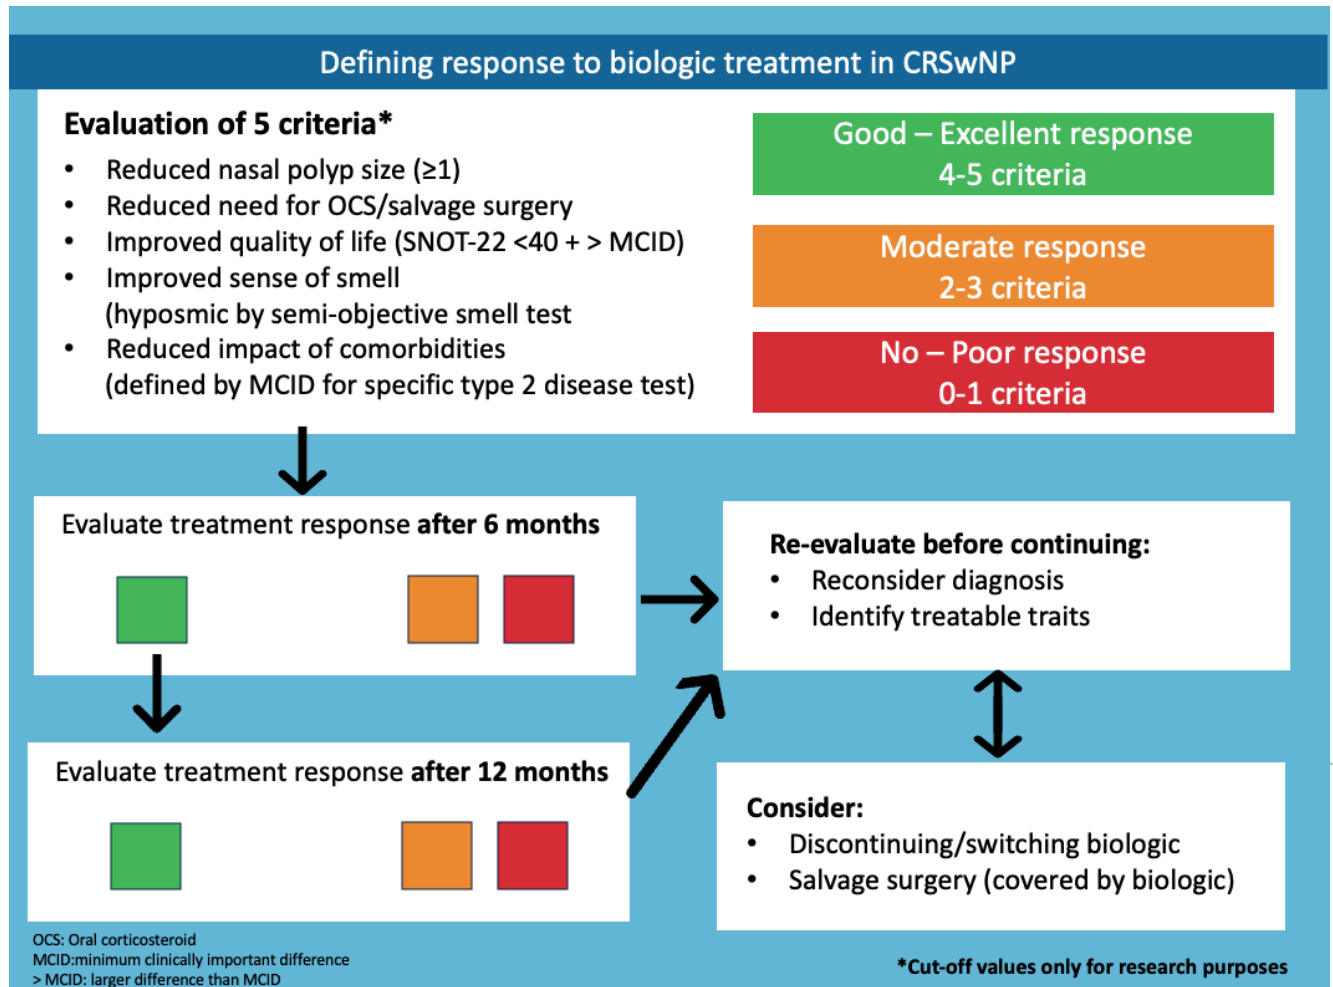 Defining response to biologic treatment in CRSwNP
Evaluation of 5 criteria*
• Reduced nasal polyp size (≥1)
• Reduced need for OCS/salvage surgery
• Improved quality of life (SNOT-22 <40 + > MCID)
• Improved sense of smell
(hyposmic by semi-objective smell test
• Reduced impact of comorbidities
(defined by MCID for specific type 2 disease test)
Good – Excellent response
4-5 criteria
Moderate response
2-3 criteria
No – Poor response
0-1 criteria
Evaluate treatment response after 6 months
Re-evaluate before continuing:
• Reconsider diagnosis
• Identify treatable traits
Evaluate treatment response after 12 months
Consider:
• Discontinuing/switching biologic
• Salvage surgery (covered by biologic)
OCS: Oral corticosteroid
MCID:minimum clinically important difference
> MCID: larger difference than MCID
*Cut-off values only for research purposes